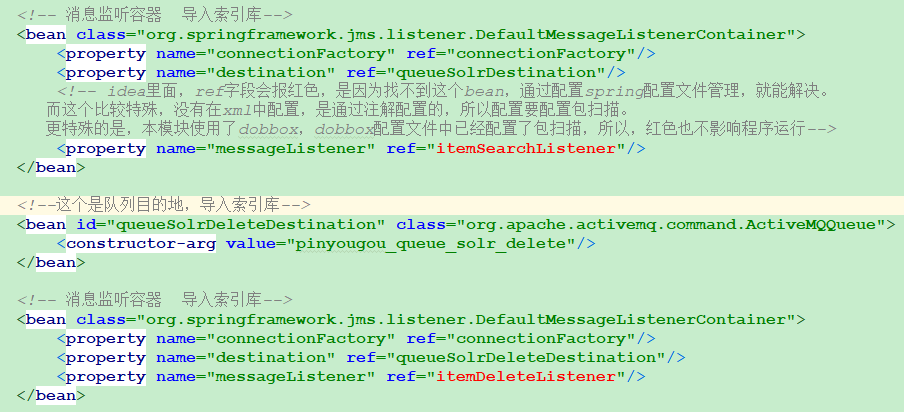 <!-- 消息监听容器  导入索引库-->
<bean class="org.springframework.jms.listener.DefaultMessageListenerContainer">
<property name="connectionFactory" ref="connectionFactory"/>
<property name="destination" ref="queueSolrDestination"/>
<!-- idea里面，ref字段会报红色，是因为找不到这个bean，通过配置spring配置文件管理，就能解决。
而这个比较特殊，没有在xml中配置，是通过注解配置的，所以配置要配置包扫描。
更特殊的是，本模块使用了dobbox，dobbox配置文件中已经配置了包扫描，所以，红色也不影响程序运行-->
<property name="messageListener" ref="itemSearchListener"/>
</bean>
<!--这个是队列目的地，导入索引库-->
<bean id="queueSolrDeleteDestination" class="org.apache.activemq.command.ActiveMQQueue">
<constructor-arg value="pinyougou_queue_solr_delete"/>
</bean>
<!-- 消息监听容器  导入索引库-->
<bean class="org.springframework.jms.listener.DefaultMessageListenerContainer">
<property name="connectionFactory" ref="connectionFactory"/>
<property name="destination" ref="queueSolrDeleteDestination"/>
<property name="messageListener" ref="itemDeleteListener"/>
</bean>